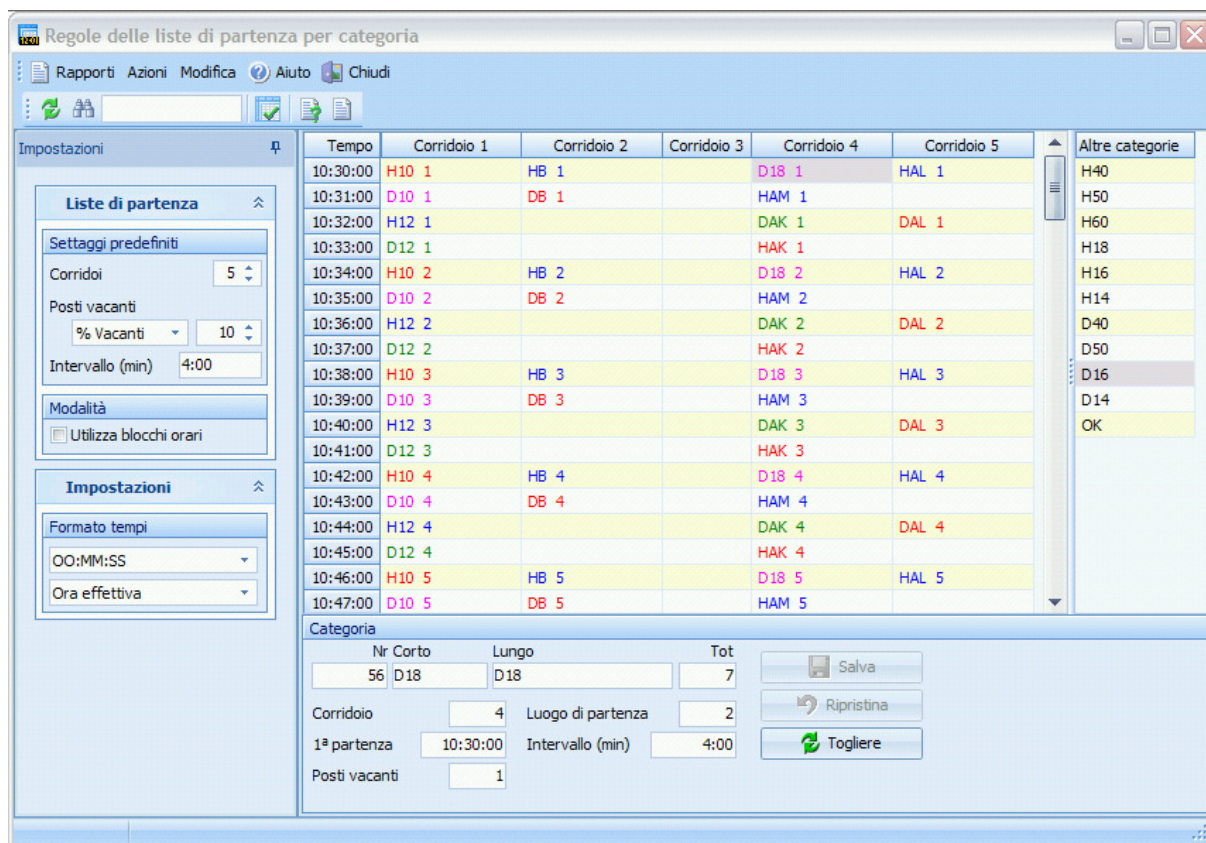 Regole delle liste di partenza per categoria
Rapporti Azioni Modifica Aiuto Chiudi
Impostazioni
Liste di partenza
Settaggi predefiniti
Corridoi 5
Posti vacanti
% Vacanti 10
Intervallo (min) 4:00
Modalità
Utilizza blocchi orari
Impostazioni
Formato tempi
OO:MM:SS
Ora effettiva
Tempo Corridoio 1 Corridoio 2 Corridoio 3 Corridoio 4 Corridoio 5
10:30:00 H10 1 HB 1 D18 1 HAL 1
10:31:00 D10 1 DB 1 HAM 1
10:32:00 H12 1 DAK 1 DAL 1
10:33:00 D12 1 HAK 1
10:34:00 H10 2 HB 2 D18 2 HAL 2
10:35:00 D10 2 DB 2 HAM 2
10:36:00 H12 2 DAK 2 DAL 2
10:37:00 D12 2 HAK 2
10:38:00 H10 3 HB 3 D18 3 HAL 3
10:39:00 D10 3 DB 3 HAM 3
10:40:00 H12 3 DAK 3 DAL 3
10:41:00 D12 3 HAK 3
10:42:00 H10 4 HB 4 D18 4 HAL 4
10:43:00 D10 4 DB 4 HAM 4
10:44:00 H12 4 DAK 4 DAL 4
10:45:00 D12 4 HAK 4
10:46:00 H10 5 HB 5 D18 5 HAL 5
10:47:00 D10 5 DB 5 HAM 5
Altre categorie
H40
H50
H60
H18
H16
H14
D40
D50
D16
D14
OK
Categoria
Nr Corto Lungo Tot
56 D18 D18 7
Corridoio 4 Luogo di partenza 2
1ª partenza 10:30:00 Intervallo (min) 4:00
Posti vacanti 1
Salva
Ripristina
Togliere